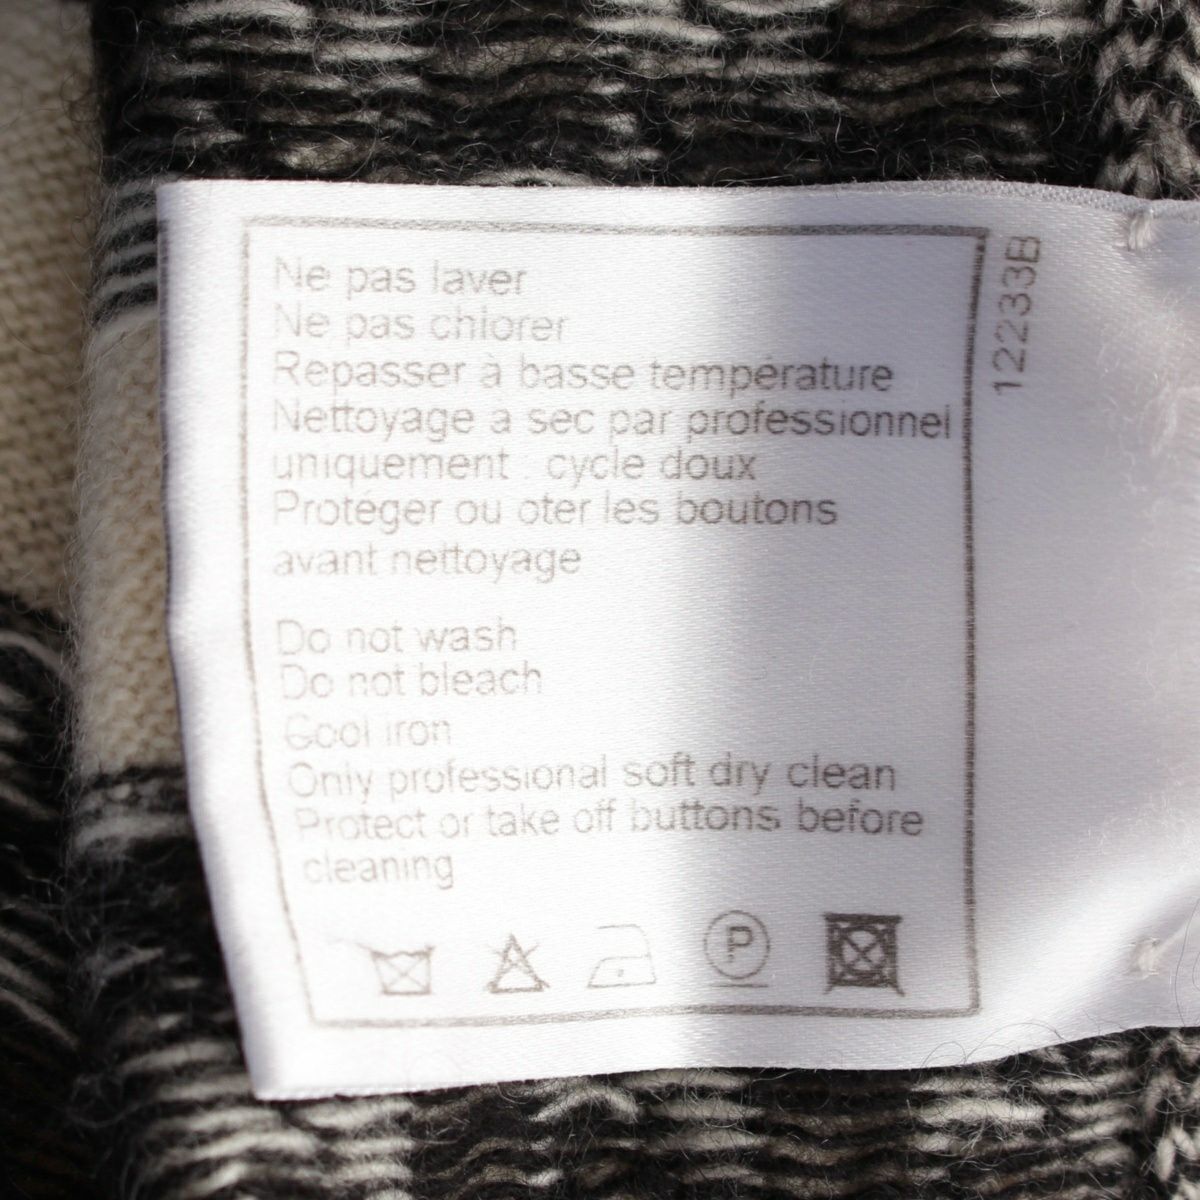 Ne pas laver
Ne pas chlorer
Repasser à basse température
Nettoyage à sec par professionnel
uniquement : cycle doux
Protéger ou oter les boutons
avant nettoyage
Do not wash
Do not bleach
Cool iron
Only professional soft dry clean
Protect or take off buttons before
cleaning
P
12233B